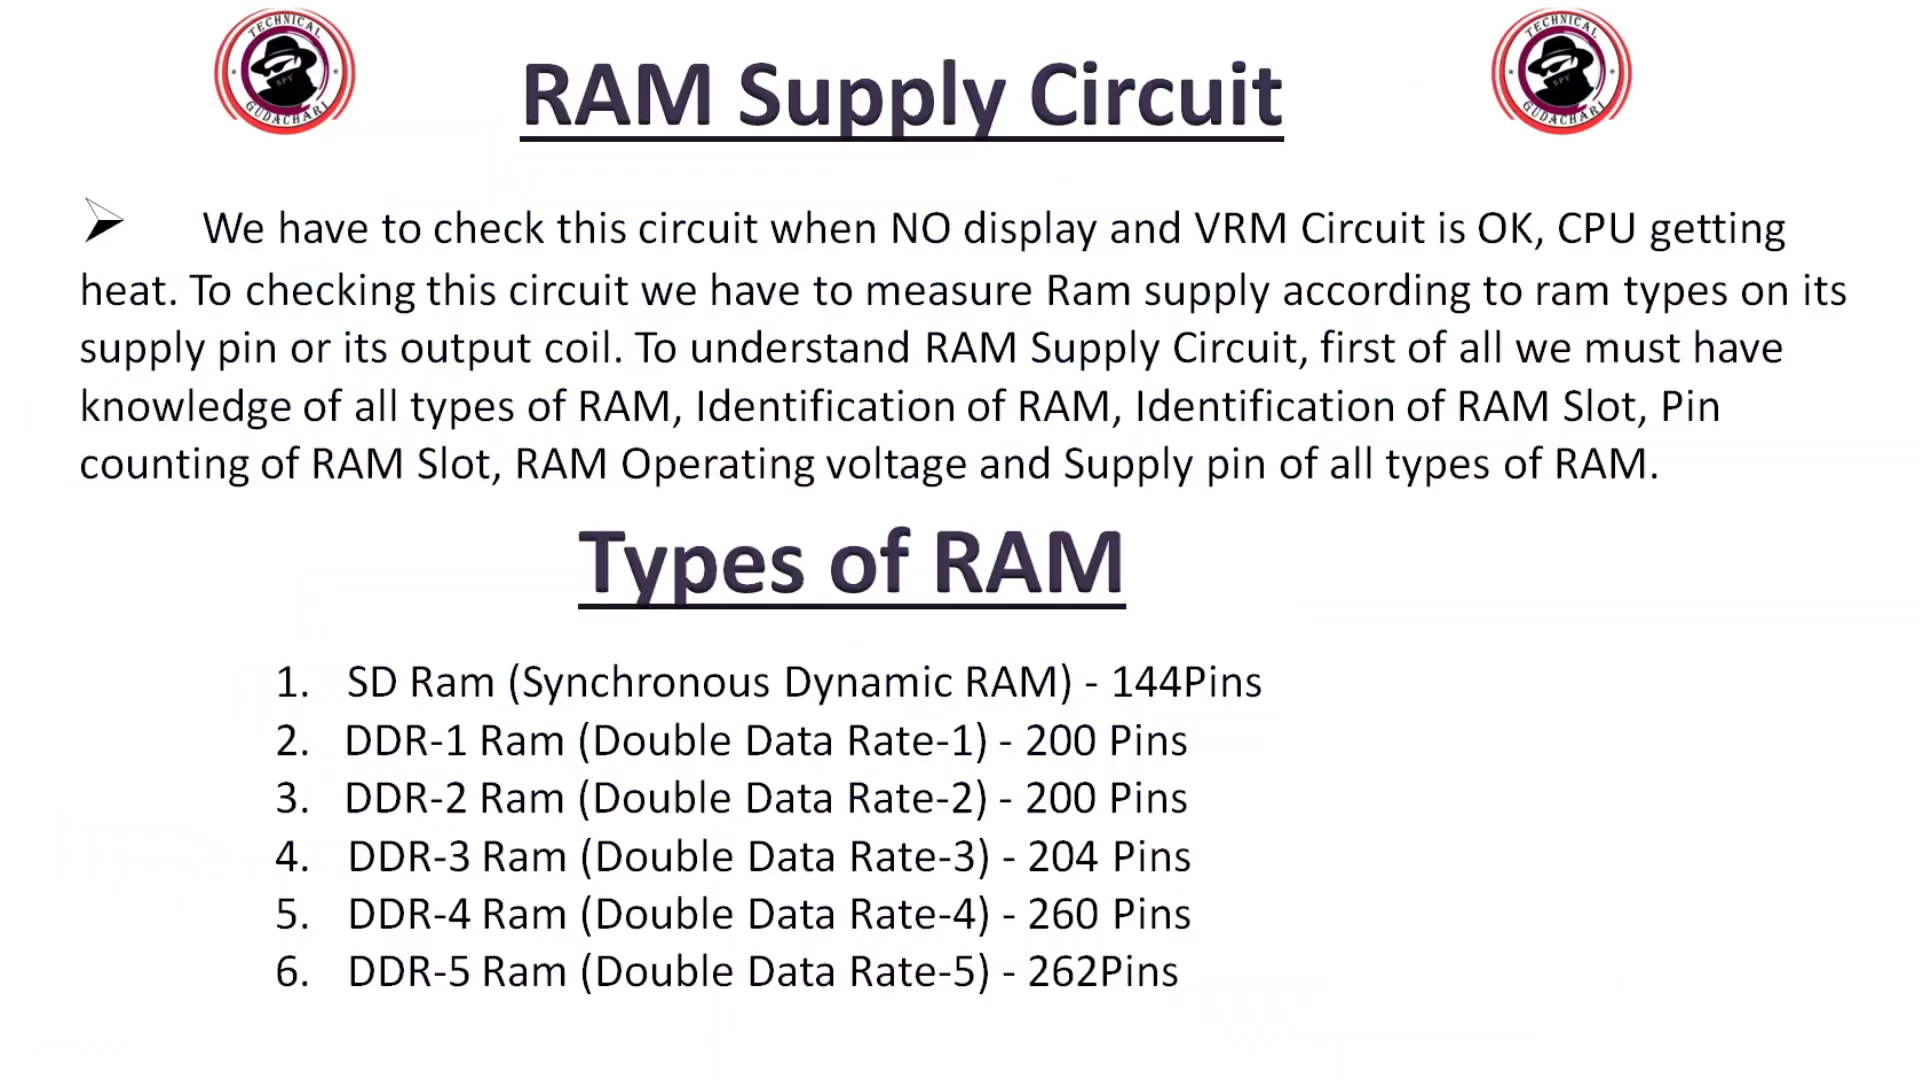 TECHNICAL
SPY
GUDACHARI
RAM Supply Circuit
TECHNICAL
SPY
GUDACHARI
We have to check this circuit when NO display and VRM Circuit is OK, CPU getting
heat. To checking this circuit we have to measure Ram supply according to ram types on its
supply pin or its output coil. To understand RAM Supply Circuit, first of all we must have
knowledge of all types of RAM, Identification of RAM, Identification of RAM Slot, Pin
counting of RAM Slot, RAM Operating voltage and Supply pin of all types of RAM.
Types of RAM
1. SD Ram (Synchronous Dynamic RAM) - 144Pins
2. DDR-1 Ram (Double Data Rate-1) - 200 Pins
3. DDR-2 Ram (Double Data Rate-2) - 200 Pins
4. DDR-3 Ram (Double Data Rate-3) - 204 Pins
5. DDR-4 Ram (Double Data Rate-4) - 260 Pins
6. DDR-5 Ram (Double Data Rate-5) - 262Pins